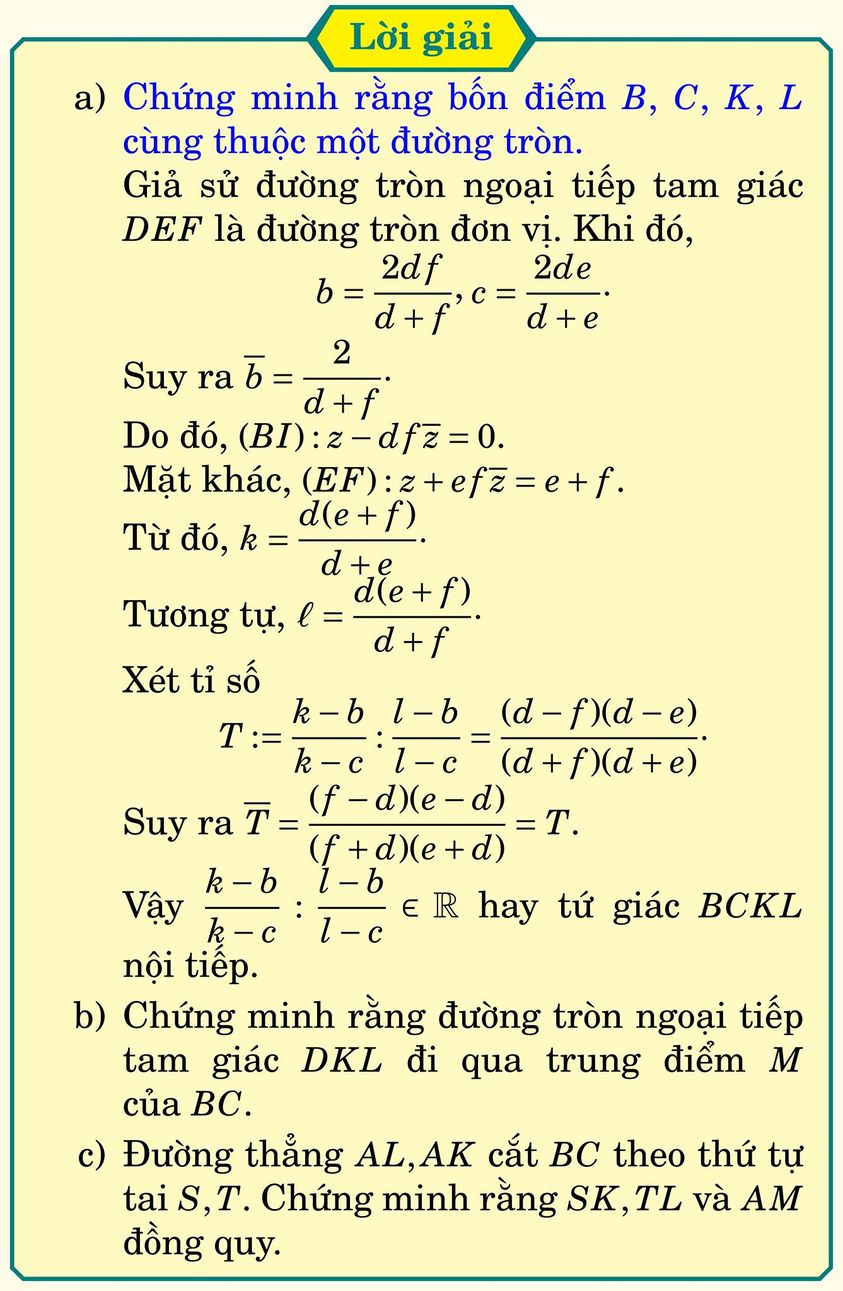 Lời giải
a) Chứng minh rằng bốn điểm B, C, K, L
cùng thuộc một đường tròn.
Giả sử đường tròn ngoại tiếp tam giác
DEF là đường tròn đơn vị. Khi đó,
$b = \frac{2df}{d+f}, c = \frac{2de}{d+e}.$
Suy ra $\overline{b} = \frac{2}{d+f}.$
Do đó, $(BI): z - df\overline{z} = 0.$
Mặt khác, $(EF): z + ef\overline{z} = e + f.$
Từ đó, $k = \frac{d(e+f)}{d+e}.$
Tương tự, $\ell = \frac{d(e+f)}{d+f}.$
Xét tỉ số
$T := \frac{k-b}{k-c} : \frac{l-b}{l-c} = \frac{(d-f)(d-e)}{(d+f)(d+e)}.$
Suy ra $\overline{T} = \frac{(f-d)(e-d)}{(f+d)(e+d)} = T.$
Vậy $\frac{k-b}{k-c} : \frac{l-b}{l-c} \in \mathbb{R}$ hay tứ giác BCKL
nội tiếp.
b) Chứng minh rằng đường tròn ngoại tiếp
tam giác DKL đi qua trung điểm M
của BC.
c) Đường thẳng AL, AK cắt BC theo thứ tự
tai S, T. Chứng minh rằng SK, TL và AM
đồng quy.